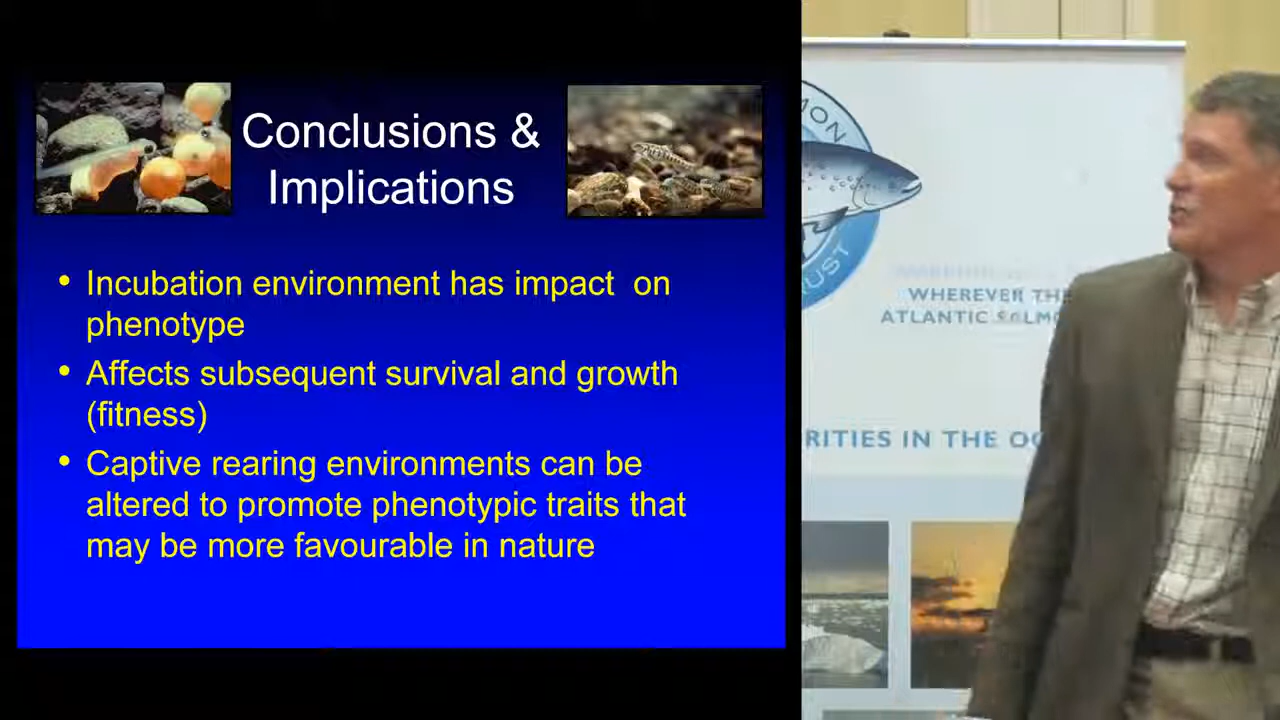 Conclusions &
Implications
• Incubation environment has impact on
phenotype
• Affects subsequent survival and growth
(fitness)
• Captive rearing environments can be
altered to promote phenotypic traits that
may be more favourable in nature
WHEREVER THE
ATLANTIC SALMO
RITIES IN THE O